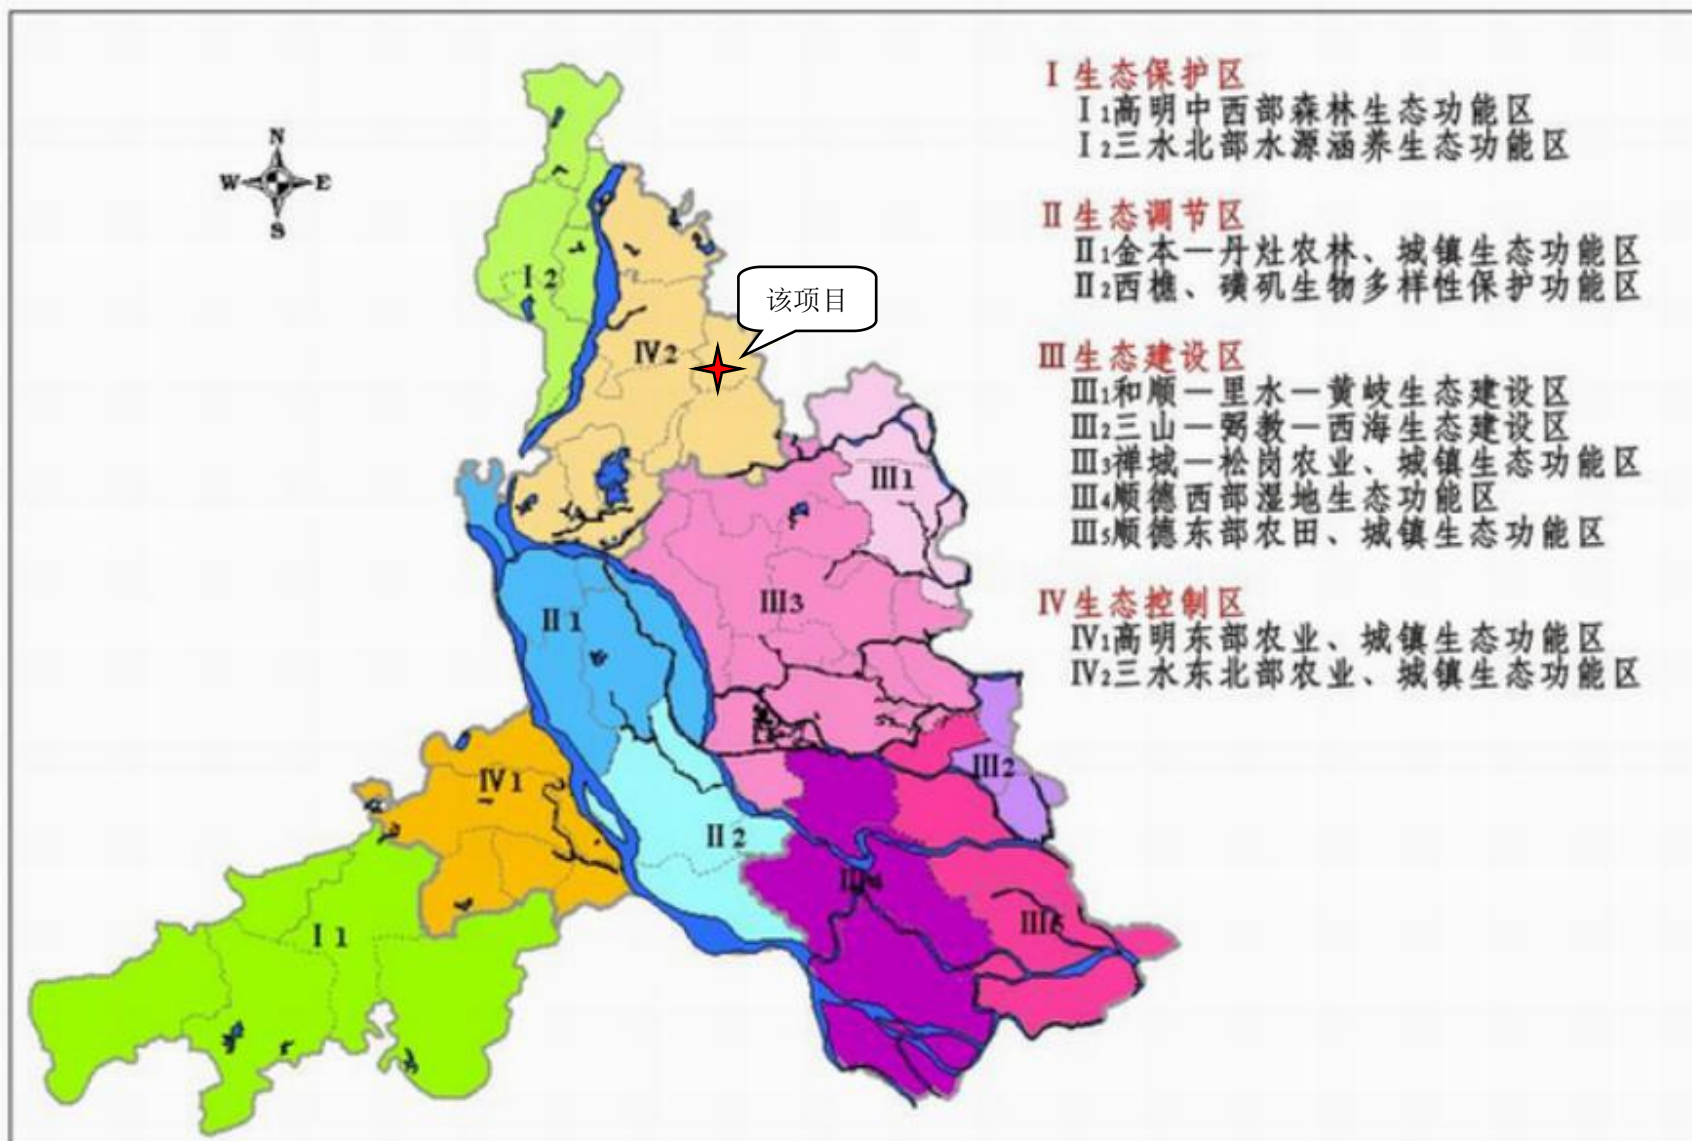 Ⅰ生态保护区
Ⅰ1高明中西部森林生态功能区
Ⅰ2三水北部水源涵养生态功能区
Ⅱ生态调节区
Ⅱ1金本—丹灶农林、城镇生态功能区
Ⅱ2西樵、磺矶生物多样性保护功能区
Ⅲ生态建设区
Ⅲ1和顺—里水—黄岐生态建设区
Ⅲ2三山—弼教—西海生态建设区
Ⅲ3禅城—松岗农业、城镇生态功能区
Ⅲ4顺德西部湿地生态功能区
Ⅲ5顺德东部农田、城镇生态功能区
Ⅳ生态控制区
Ⅳ1高明东部农业、城镇生态功能区
Ⅳ2三水东北部农业、城镇生态功能区
N
W E
S
Ⅰ2
该项目
Ⅳ2
Ⅲ1
Ⅲ3
Ⅱ1
Ⅲ2
Ⅳ1
Ⅱ2
Ⅲ4
Ⅲ5
Ⅰ1